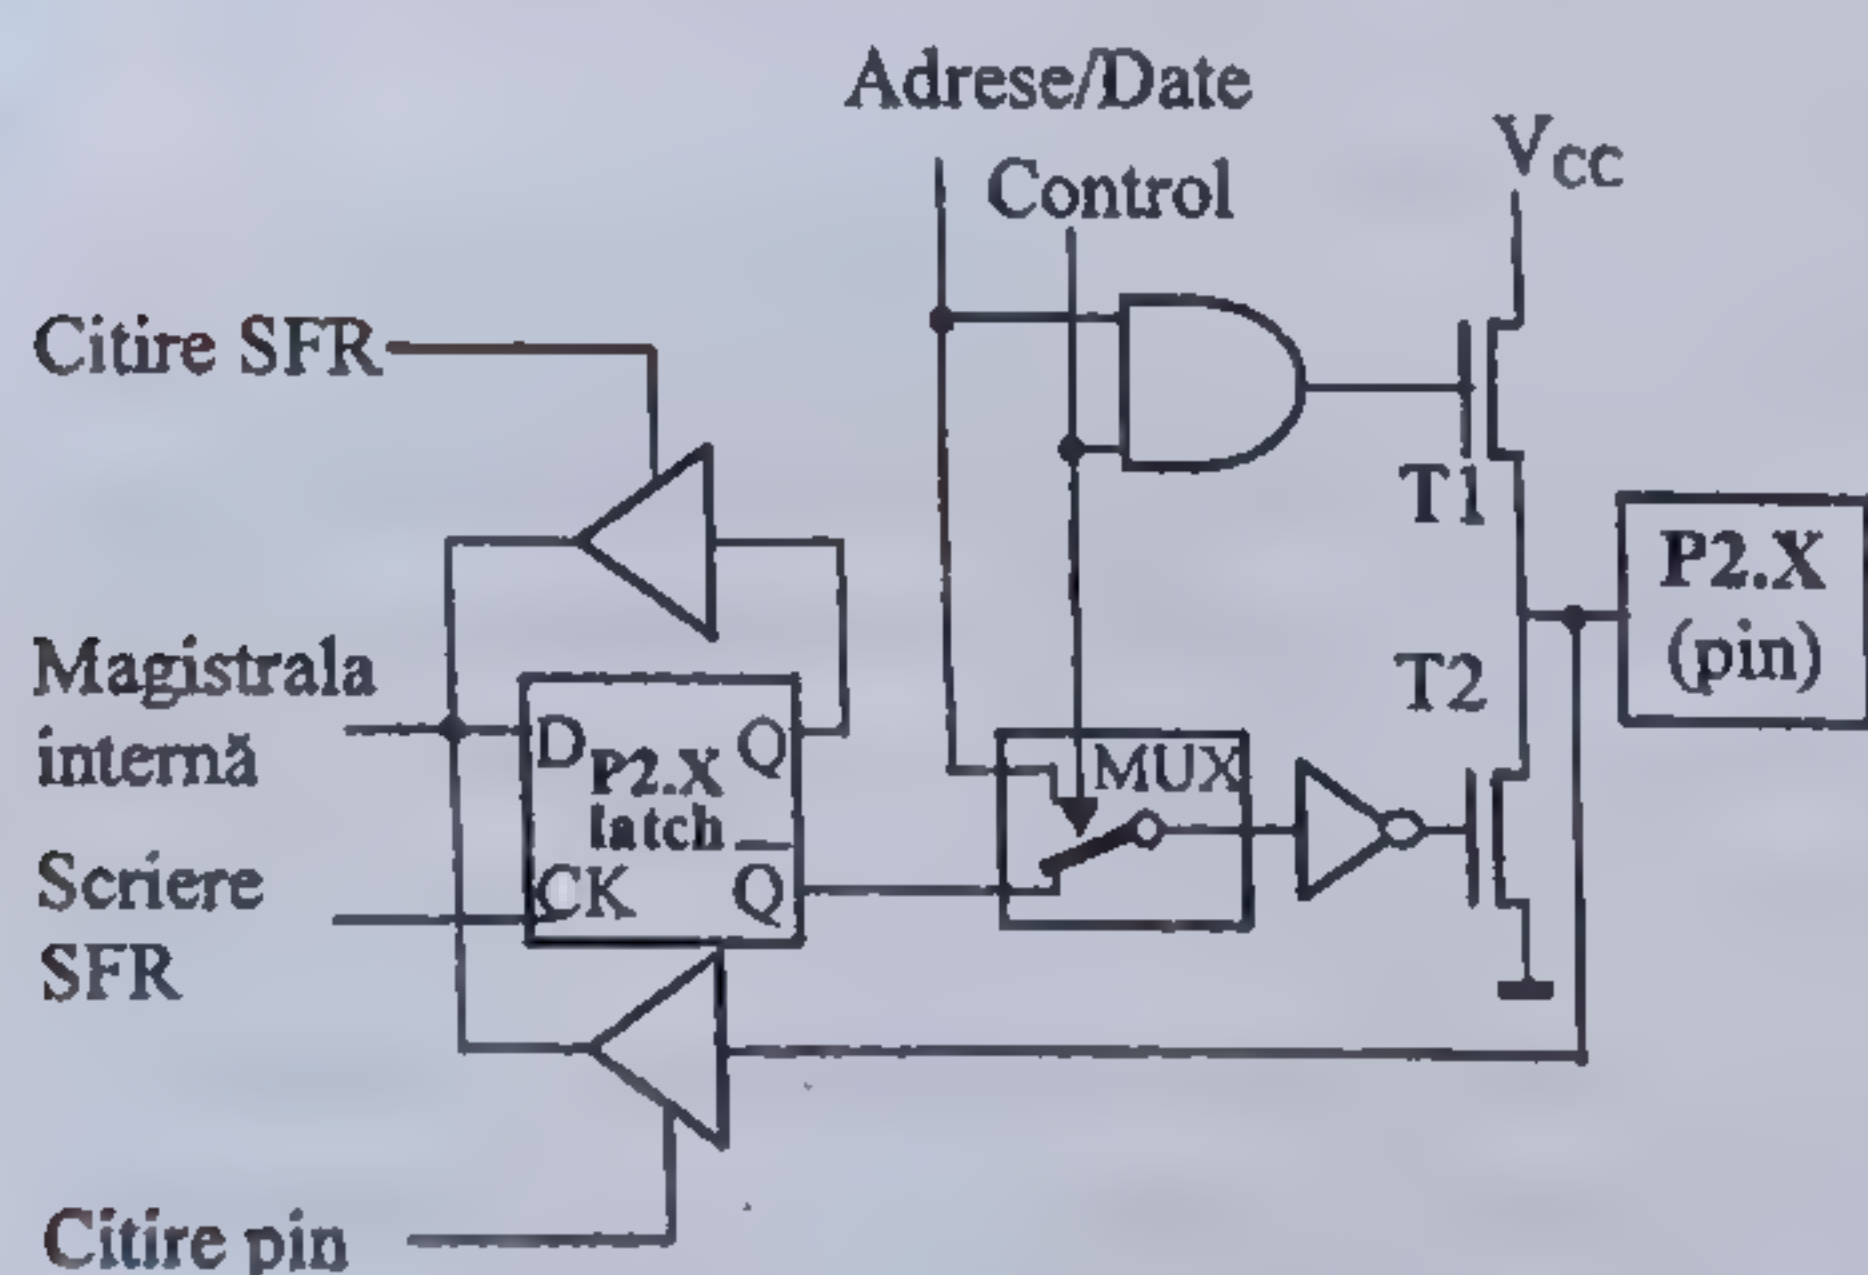 Adrese/Date
Control
VCC
Citire SFR
T1
P2.X
(pin)
Magistrala
internă
T2
D
P2.X
latch
Q
MUX
Scriere
SFR
CK
Q
Citire pin